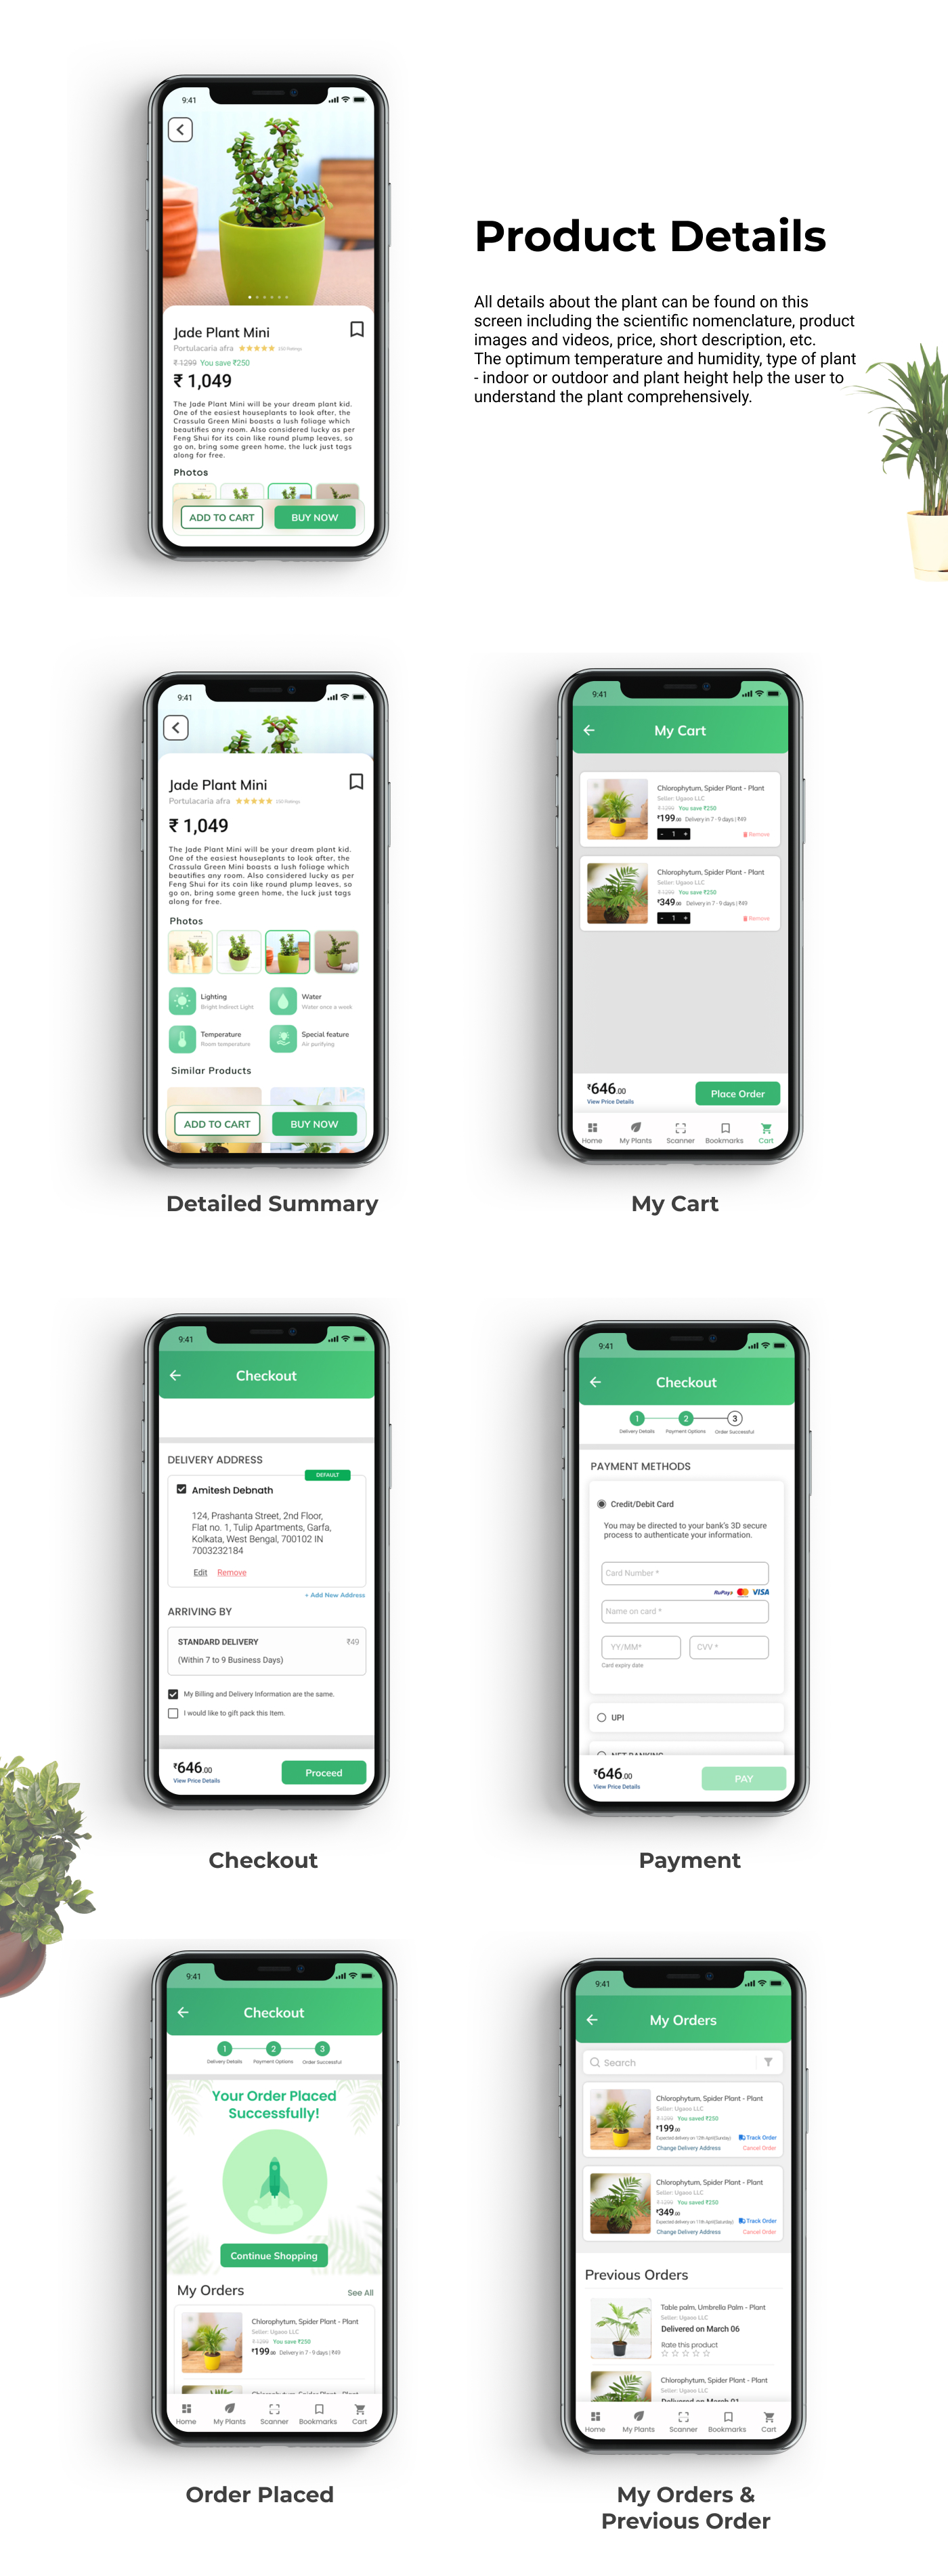 9:41
Product Details
All details about the plant can be found on this
screen including the scientific nomenclature, product
images and videos, price, short description, etc.
The optimum temperature and humidity, type of plant
- indoor or outdoor and plant height help the user to
understand the plant comprehensively.
Jade Plant Mini
Portulacaria afra 250 Ratings
₹ 1299 You save ₹250
₹ 1,049
The Jade Plant Mini will be your dream plant kid.
One of the easiest houseplants to look after, the
Crassula Green Mini boasts a lush foliage which
beautifies any room. Also considered lucky as per
Feng Shui for its coin like round plump leaves, so
go on, bring some green home, the luck just tags
along for free.
Photos
ADD TO CART
BUY NOW
9:41
Jade Plant Mini
Portulacaria afra 250 Ratings
₹ 1,049
The Jade Plant Mini will be your dream plant kid.
One of the easiest houseplants to look after, the
Crassula Green Mini boasts a lush foliage which
beautifies any room. Also considered lucky as per
Feng Shui for its coin like round plump leaves, so
go on, bring some green home, the luck just tags
along for free.
Photos
Lighting
Bright Indirect Light
Water
Water once a week
Temperature
Room temperature
Special feature
Air purifying
Similar Products
ADD TO CART
BUY NOW
Detailed Summary
9:41
My Cart
Chlorophytum, Spider Plant - Plant
Seller: Ugaoo LLC
₹ 1299 You save ₹250
₹199.00 Delivery in 7 - 9 days | ₹49
- 1 +
Remove
Chlorophytum, Spider Plant - Plant
Seller: Ugaoo LLC
₹ 1299 You save ₹250
₹349.00 Delivery in 7 - 9 days | ₹49
- 1 +
Remove
₹646.00
View Price Details
Place Order
Home
My Plants
Scanner
Bookmarks
Cart
My Cart
9:41
Checkout
DELIVERY ADDRESS
DEFAULT
Amitesh Debnath
124, Prashanta Street, 2nd Floor,
Flat no. 1, Tulip Apartments, Garfa,
Kolkata, West Bengal, 700102 IN
7003232184
Edit Remove
+ Add New Address
ARRIVING BY
STANDARD DELIVERY ₹49
(Within 7 to 9 Business Days)
My Billing and Delivery Information are the same.
I would like to gift pack this Item.
₹646.00
View Price Details
Proceed
Checkout
9:41
Checkout
1 2 3
Delivery Details Payment Options Order Successful
PAYMENT METHODS
Credit/Debit Card
You may be directed to your bank's 3D secure
process to authenticate your information.
Card Number *
RuPay VISA
Name on card *
YY/MM*
CVV *
Card expiry date
UPI
NET BANKING
₹646.00
View Price Details
PAY
Payment
9:41
Checkout
1 2 3
Delivery Details Payment Options Order Successful
Your Order Placed
Successfully!
Continue Shopping
My Orders
See All
Chlorophytum, Spider Plant - Plant
Seller: Ugaoo LLC
₹ 1299 You save ₹250
₹199.00 Delivery in 7 - 9 days | ₹49
Chlorophytum, Spider Plant - Plant
Home
My Plants
Scanner
Bookmarks
Cart
Order Placed
9:41
My Orders
Search
Chlorophytum, Spider Plant - Plant
Seller: Ugaoo LLC
₹ 1299 You saved ₹250
₹199.00
Expected delivery on 12th April(Sunday) Track Order
Change Delivery Address Cancel Order
Chlorophytum, Spider Plant - Plant
Seller: Ugaoo LLC
₹ 1299 You saved ₹250
₹349.00
Expected delivery on 11th April(Saturday) Track Order
Change Delivery Address Cancel Order
Previous Orders
Table palm, Umbrella Palm - Plant
Seller: Ugaoo LLC
Delivered on March 06
Rate this product
Chlorophytum, Spider Plant - Plant
Seller: Ugaoo LLC
Delivered on March 01
Home
My Plants
Scanner
Bookmarks
Cart
My Orders &
Previous Order